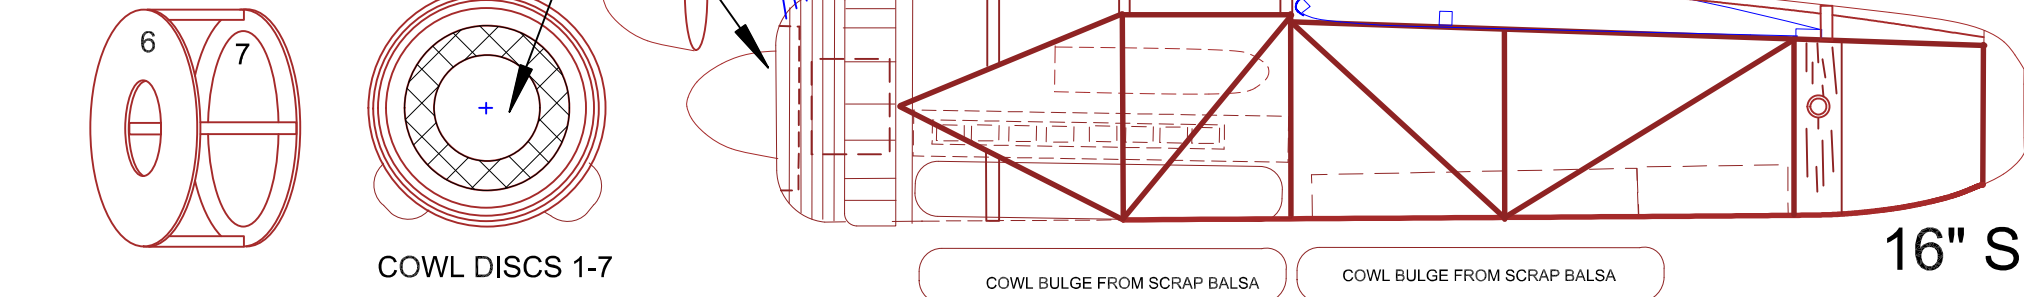 6
7
COWL DISCS 1-7
COWL BULGE FROM SCRAP BALSA
COWL BULGE FROM SCRAP BALSA
16" S